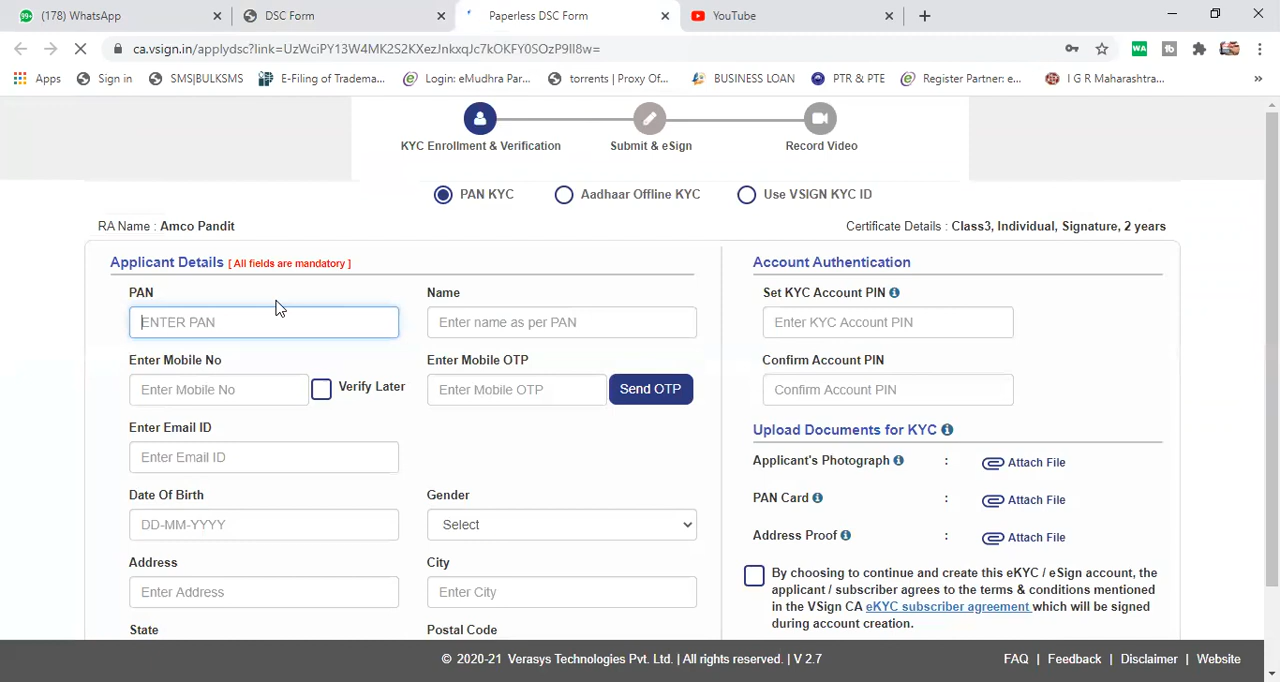 (178) WhatsApp
DSC Form
Paperless DSC Form
YouTube
ca.vsign.in/applydsc?link=UzWciPY13W4MK2S2KXezJnkxqJc7kOKFY0SOzP9Il8w=
WA
Apps
Sign in
SMS|BULKSMS
E-Filing of Tradema...
Login: eMudhra Par...
torrents | Proxy Of...
BUSINESS LOAN
PTR & PTE
Register Partner: e...
I G R Maharashtra...
KYC Enrollment & Verification
Submit & eSign
Record Video
PAN KYC
Aadhaar Offline KYC
Use VSIGN KYC ID
RA Name : Amco Pandit
Certificate Details : Class3, Individual, Signature, 2 years
Applicant Details [ All fields are mandatory ]
Account Authentication
PAN
Name
Set KYC Account PIN
ENTER PAN
Enter name as per PAN
Enter KYC Account PIN
Enter Mobile No
Enter Mobile OTP
Confirm Account PIN
Enter Mobile No
Verify Later
Enter Mobile OTP
Send OTP
Confirm Account PIN
Enter Email ID
Upload Documents for KYC
Enter Email ID
Applicant's Photograph : Attach File
Date Of Birth
Gender
PAN Card : Attach File
DD-MM-YYYY
Select
Address Proof : Attach File
Address
City
By choosing to continue and create this eKYC / eSign account, the
applicant / subscriber agrees to the terms & conditions mentioned
in the VSign CA eKYC subscriber agreement which will be signed
during account creation.
Enter Address
Enter City
State
Postal Code
© 2020-21 Verasys Technologies Pvt. Ltd. | All rights reserved. | V 2.7
FAQ | Feedback | Disclaimer | Website